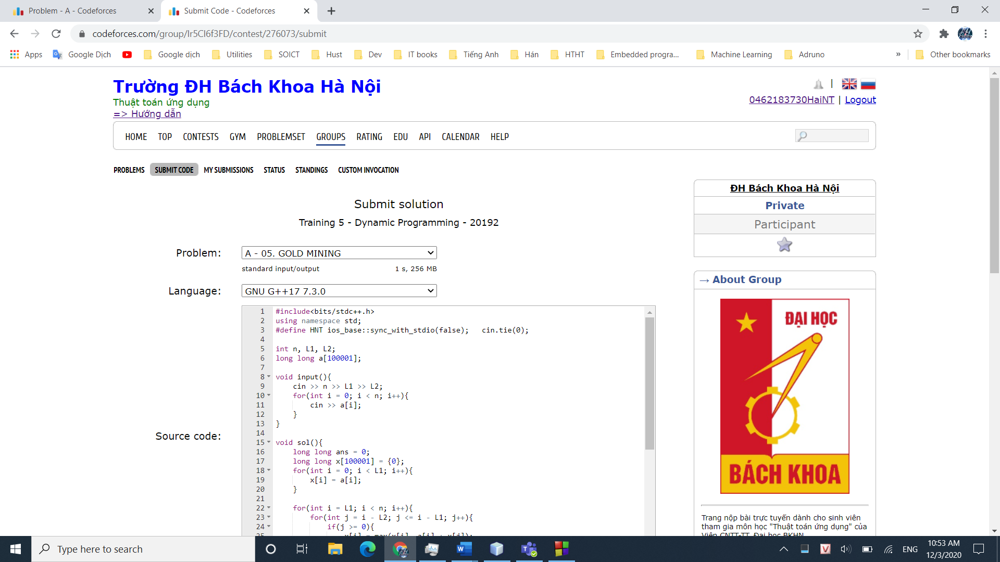 Problem - A - Codeforces
Submit Code - Codeforces
codeforces.com/group/Ir5CI6f3FD/contest/276073/submit
Apps Google Dịch Google dịch Utilities SOICT Hust Dev IT books Tiếng Anh Hán HTHT Embedded progra... Machine Learning Adruno » Other bookmarks
Trường ĐH Bách Khoa Hà Nội
Thuật toán ứng dụng
=> Hướng dẫn
|
0462183730HaiNT | Logout
HOME TOP CONTESTS GYM PROBLEMSET GROUPS RATING EDU API CALENDAR HELP
PROBLEMS SUBMIT CODE MY SUBMISSIONS STATUS STANDINGS CUSTOM INVOCATION
Submit solution
Training 5 - Dynamic Programming - 20192
Problem: A - 05. GOLD MINING
standard input/output 1 s, 256 MB
Language: GNU G++17 7.3.0
Source code:
1 #include<bits/stdc++.h>
2 using namespace std;
3 #define HNT ios_base::sync_with_stdio(false);   cin.tie(0);
4
5 int n, L1, L2;
6 long long a[100001];
7
8 void input(){
9     cin >> n >> L1 >> L2;
10     for(int i = 0; i < n; i++){
11         cin >> a[i];
12     }
13 }
14
15 void sol(){
16     long long ans = 0;
17     long long x[100001] = {0};
18     for(int i = 0; i < L1; i++){
19         x[i] = a[i];
20     }
21
22     for(int i = L1; i < n; i++){
23         for(int j = i - L2; j <= i - L1; j++){
24             if(j >= 0){
25                 x[i] = max(x[i], a[i] + x[j]);
ĐH Bách Khoa Hà Nội
Private
Participant
→ About Group
ĐẠI HỌC
BÁCH KHOA
Trang nộp bài trực tuyến dành cho sinh viên
tham gia môn học "Thuật toán ứng dụng" của
Viện CNTT-TT, Đại học BKHN
Type here to search
ENG
10:53 AM
12/3/2020